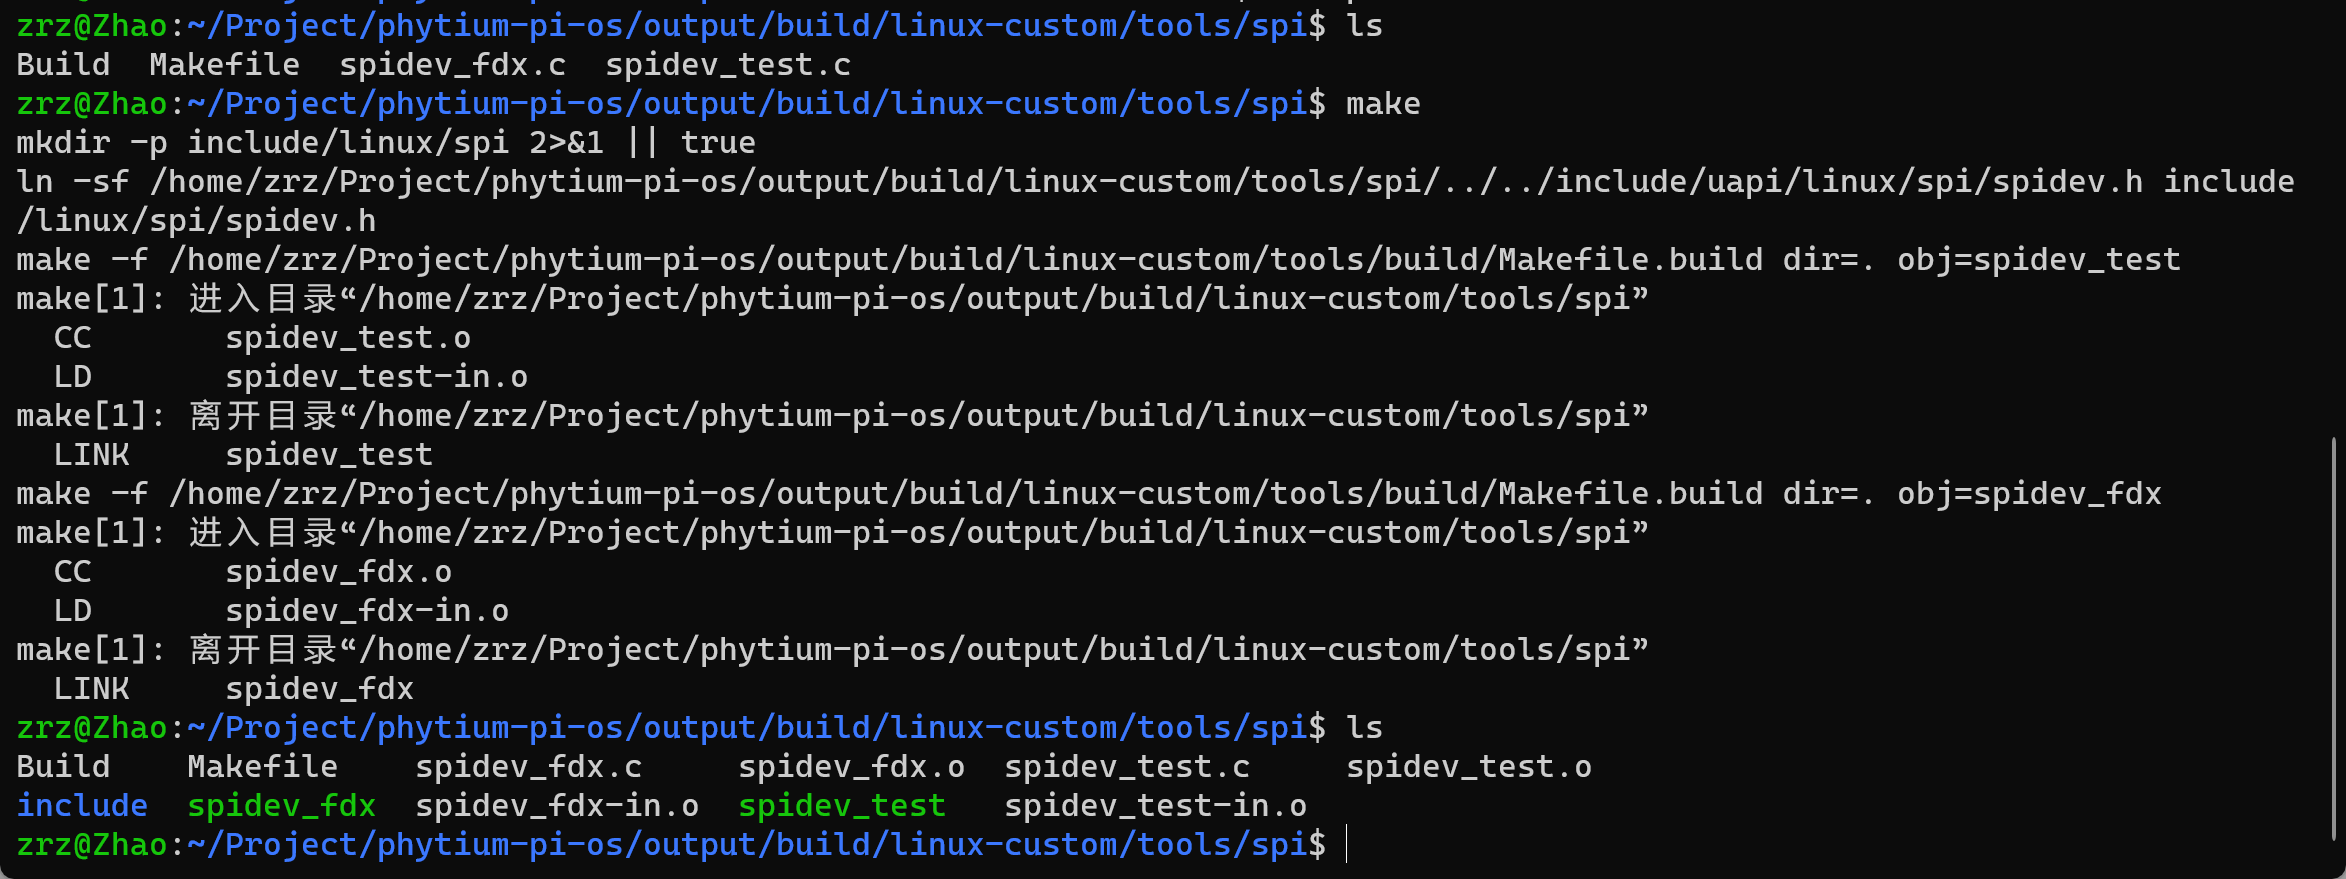 zrz@Zhao:~/Project/phytium-pi-os/output/build/linux-custom/tools/spi$ ls
Build  Makefile  spidev_fdx.c  spidev_test.c
zrz@Zhao:~/Project/phytium-pi-os/output/build/linux-custom/tools/spi$ make
mkdir -p include/linux/spi 2>&1 || true
ln -sf /home/zrz/Project/phytium-pi-os/output/build/linux-custom/tools/spi/../../include/uapi/linux/spi/spidev.h include
/linux/spi/spidev.h
make -f /home/zrz/Project/phytium-pi-os/output/build/linux-custom/tools/build/Makefile.build dir=. obj=spidev_test
make[1]: 进入目录“/home/zrz/Project/phytium-pi-os/output/build/linux-custom/tools/spi”
  CC       spidev_test.o
  LD       spidev_test-in.o
make[1]: 离开目录“/home/zrz/Project/phytium-pi-os/output/build/linux-custom/tools/spi”
  LINK     spidev_test
make -f /home/zrz/Project/phytium-pi-os/output/build/linux-custom/tools/build/Makefile.build dir=. obj=spidev_fdx
make[1]: 进入目录“/home/zrz/Project/phytium-pi-os/output/build/linux-custom/tools/spi”
  CC       spidev_fdx.o
  LD       spidev_fdx-in.o
make[1]: 离开目录“/home/zrz/Project/phytium-pi-os/output/build/linux-custom/tools/spi”
  LINK     spidev_fdx
zrz@Zhao:~/Project/phytium-pi-os/output/build/linux-custom/tools/spi$ ls
Build    Makefile    spidev_fdx.c     spidev_fdx.o  spidev_test.c     spidev_test.o
include  spidev_fdx  spidev_fdx-in.o  spidev_test   spidev_test-in.o
zrz@Zhao:~/Project/phytium-pi-os/output/build/linux-custom/tools/spi$